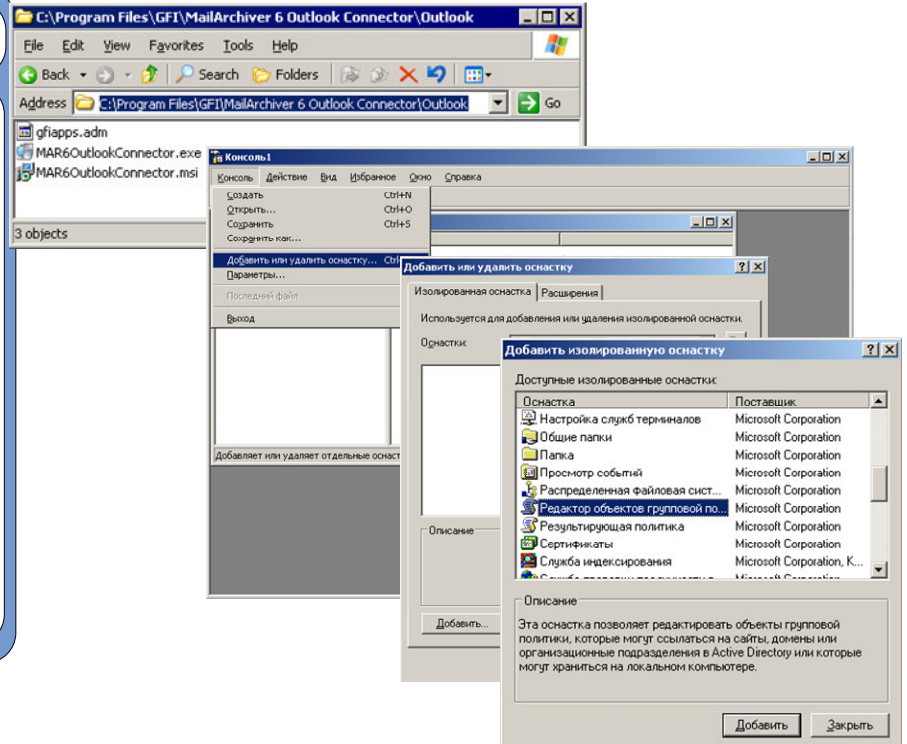 C:\Program Files\GFI\MailArchiver 6 Outlook Connector\Outlook
File Edit View Favorites Tools Help
Back Search Folders
Address C:\Program Files\GFI\MailArchiver 6 Outlook Connector\Outlook Go
gfiapps.adm
MAR6OutlookConnector.exe
MAR6OutlookConnector.msi
3 objects
Консоль1
Консоль Действие Вид Избранное Окно Справка
Создать Ctrl+N
Открыть... Ctrl+O
Сохранить Ctrl+S
Сохранить как...
Добавить или удалить оснастку... Ctrl
Параметры...
Последний файл
Выход
Добавляет или удаляет отдельные оснаст
Добавить или удалить оснастку
Изолированная оснастка Расширения
Используется для добавления или удаления изолированной оснастки.
Оснастки:
Описание
Добавить...
Добавить изолированную оснастку
Доступные изолированные оснастки:
Оснастка Поставщик
Настройка служб терминалов Microsoft Corporation
Общие папки Microsoft Corporation
Папка Microsoft Corporation
Просмотр событий Microsoft Corporation
Распределенная файловая сист... Microsoft Corporation
Редактор объектов групповой по... Microsoft Corporation
Результирующая политика Microsoft Corporation
Сертификаты Microsoft Corporation
Служба индексирования Microsoft Corporation, К...
Описание
Эта оснастка позволяет редактировать объекты групповой
политики, которые могут ссылаться на сайты, домены или
организационные подразделения в Active Directory или которые
могут храниться на локальном компьютере.
Добавить Закрыть